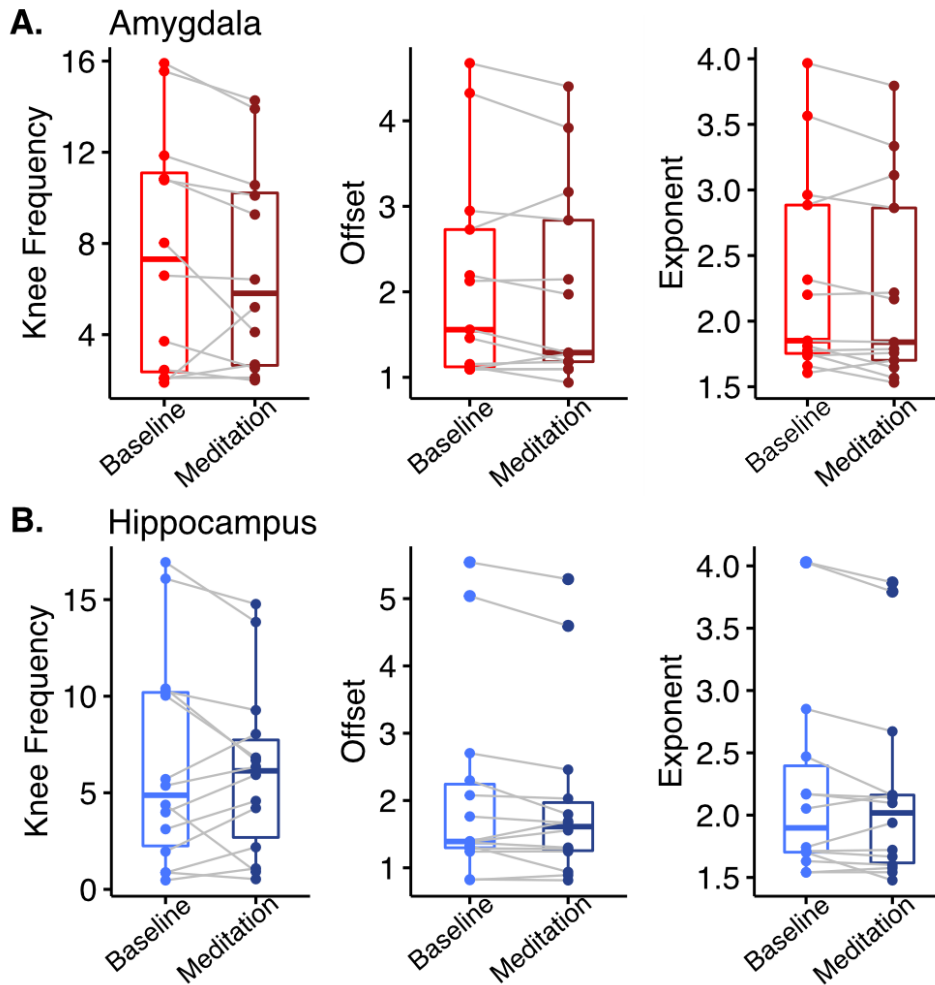 A. Amygdala
Knee Frequency
16
12
8
4
Baseline
Meditation
Offset
4
3
2
1
Baseline
Meditation
Exponent
4.0
3.5
3.0
2.5
2.0
1.5
Baseline
Meditation
B. Hippocampus
Knee Frequency
15
10
5
0
Baseline
Meditation
Offset
5
4
3
2
1
Baseline
Meditation
Exponent
4.0
3.5
3.0
2.5
2.0
1.5
Baseline
Meditation